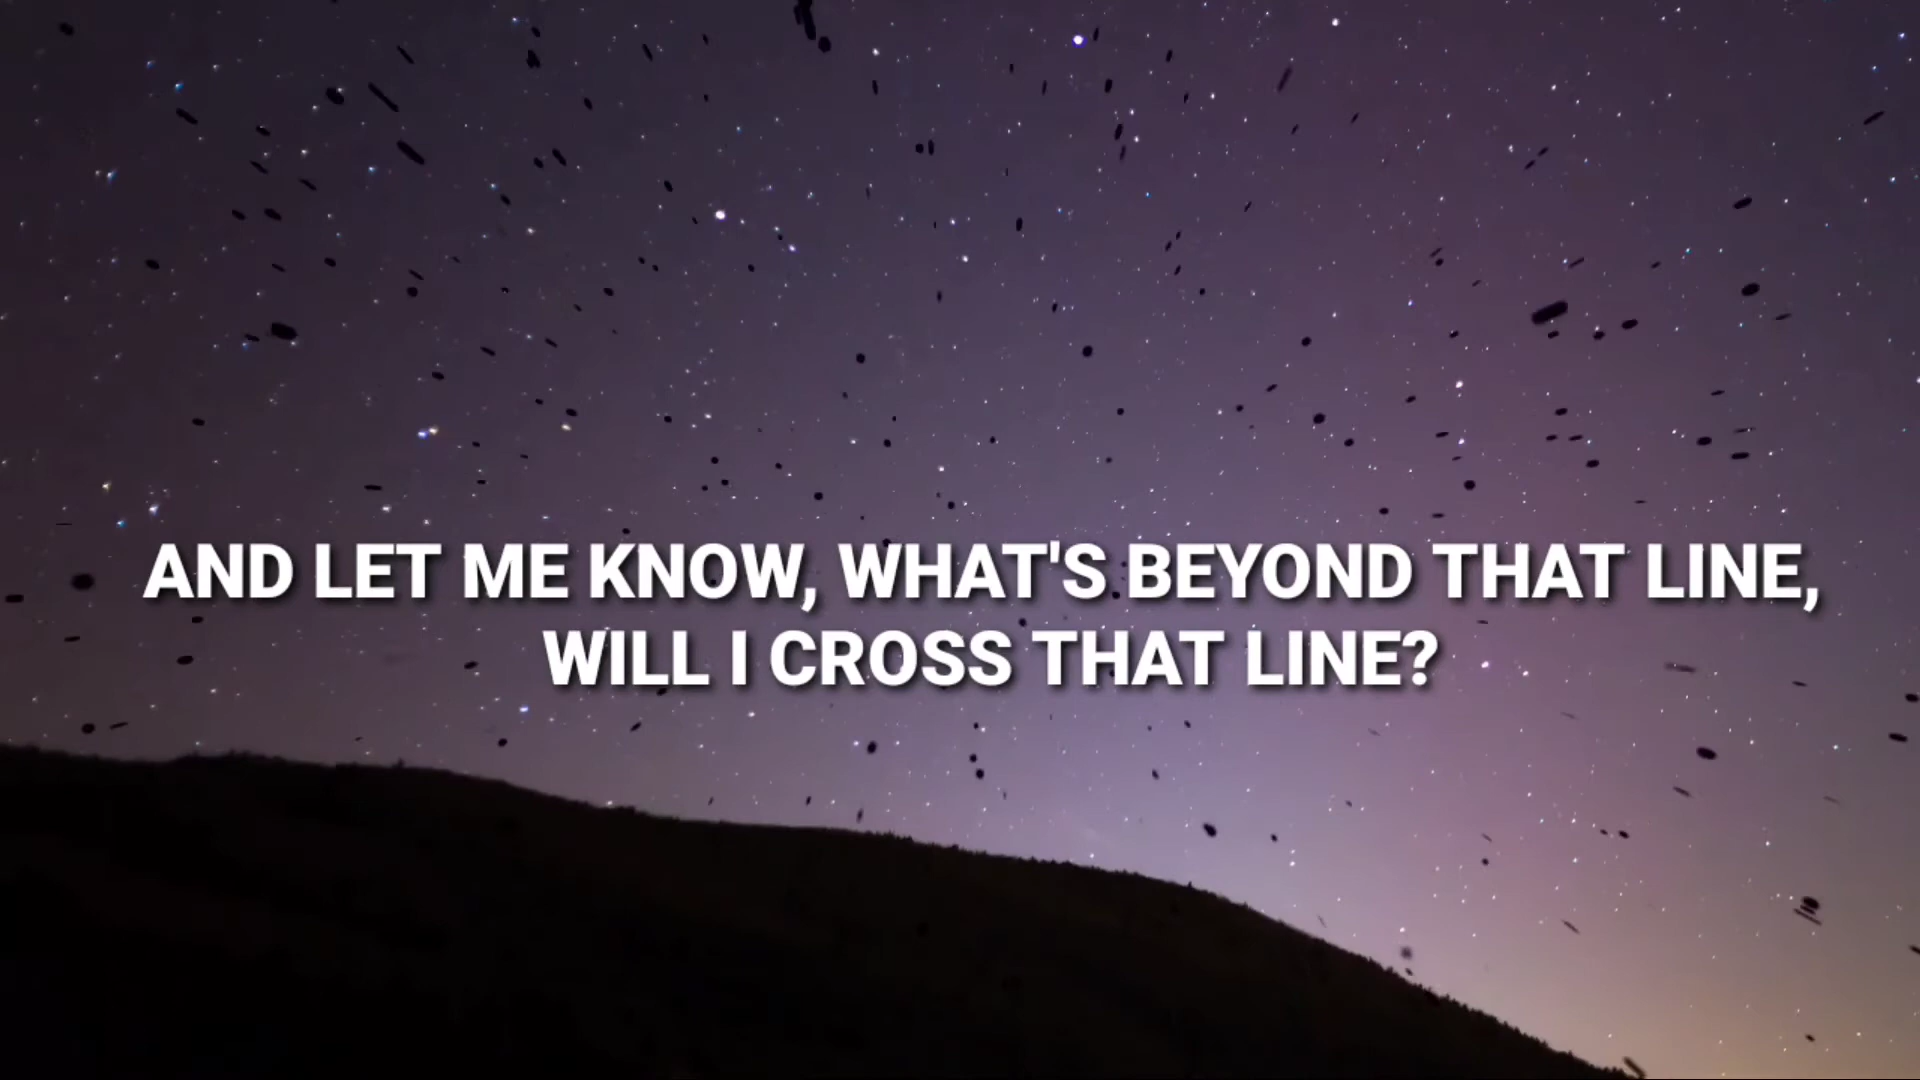 AND LET ME KNOW, WHAT'S BEYOND THAT LINE,
WILL I CROSS THAT LINE?